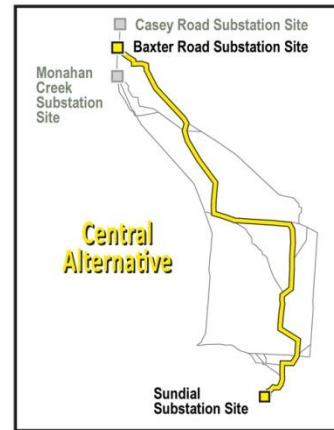 Casey Road Substation Site
Baxter Road Substation Site
Monahan
Creek
Substation
Site
Central
Alternative
Sundial
Substation Site